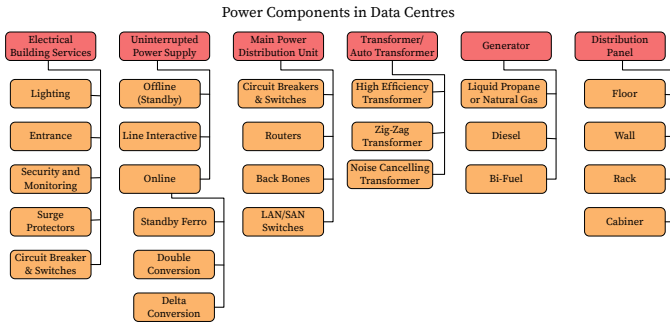 Power Components in Data Centres
Electrical
Building Services
Lighting
Entrance
Security and
Monitoring
Surge
Protectors
Circuit Breaker
& Switches
Uninterrupted
Power Supply
Offline
(Standby)
Line Interactive
Online
Standby Ferro
Double
Conversion
Delta
Conversion
Main Power
Distribution Unit
Circuit Breakers
& Switches
Routers
Back Bones
LAN/SAN
Switches
Transformer/
Auto Transformer
High Efficiency
Transformer
Zig-Zag
Transformer
Noise Cancelling
Transformer
Generator
Liquid Propane
or Natural Gas
Diesel
Bi-Fuel
Distribution
Panel
Floor
Wall
Rack
Cabiner